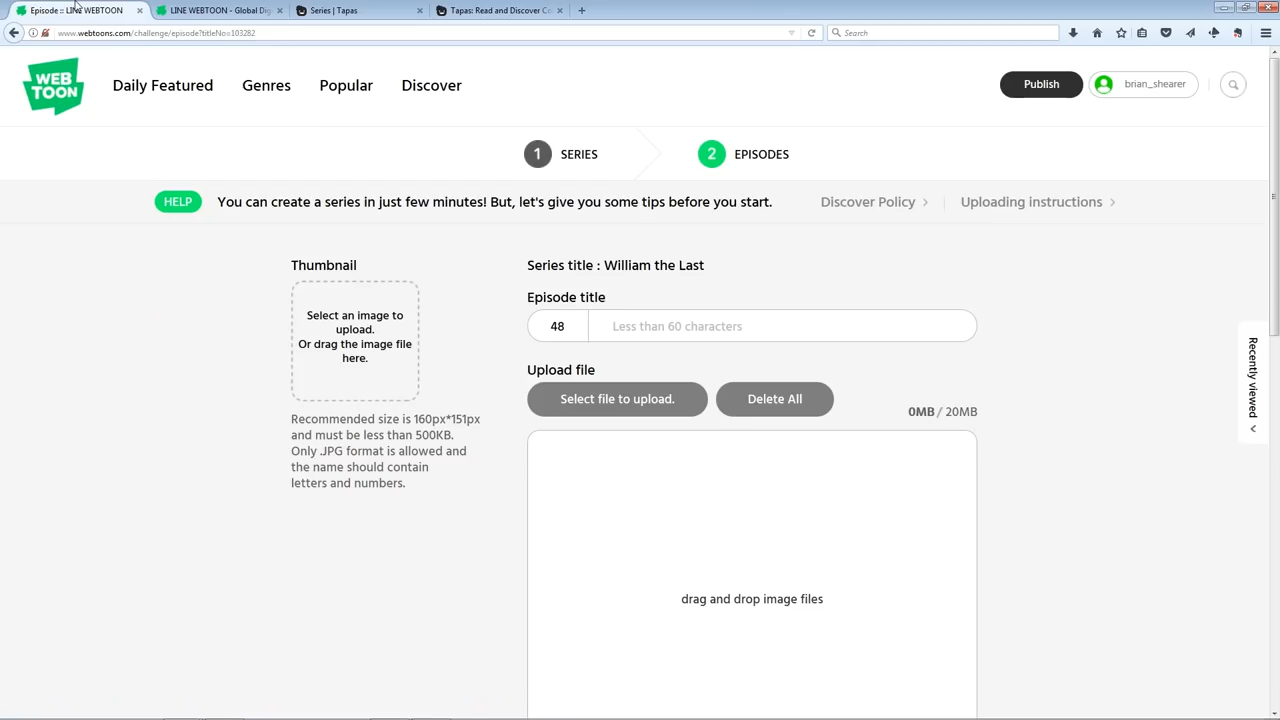 Episode :: LINE WEBTOON
LINE WEBTOON - Global Dig
Series | Tapas
Tapas: Read and Discover Co
www.webtoons.com/challenge/episode?titleNo=103282
Search
WEB
TOON
Daily Featured
Genres
Popular
Discover
Publish
brian_shearer
1 SERIES
2 EPISODES
HELP
You can create a series in just few minutes! But, let's give you some tips before you start.
Discover Policy >
Uploading instructions >
Thumbnail
Select an image to
upload.
Or drag the image file
here.
Recommended size is 160px*151px
and must be less than 500KB.
Only .JPG format is allowed and
the name should contain
letters and numbers.
Series title : William the Last
Episode title
48
Less than 60 characters
Upload file
Select file to upload.
Delete All
0MB / 20MB
drag and drop image files
Recently viewed